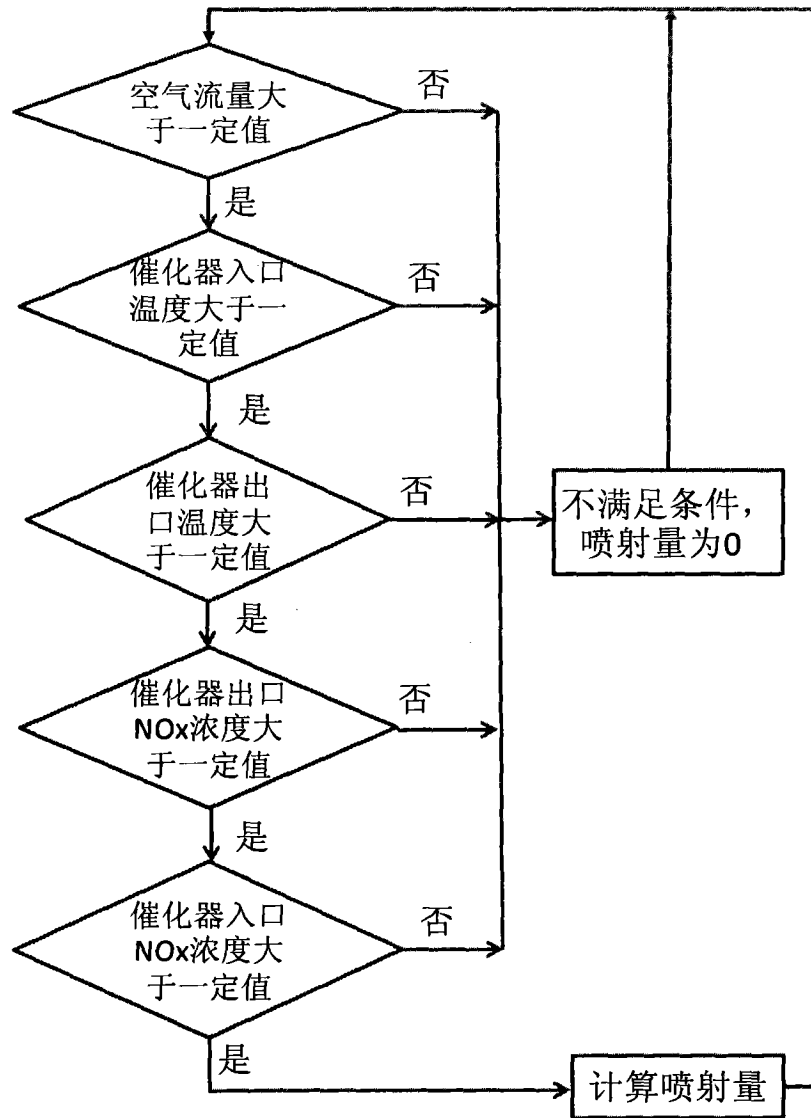 空气流量大
于一定值
否
是
催化器入口
温度大于一
定值
否
是
催化器出
口温度大
于一定值
否
不满足条件，
喷射量为0
是
催化器出口
NOx浓度大
于一定值
否
是
催化器入口
NOx浓度大
于一定值
否
是
计算喷射量